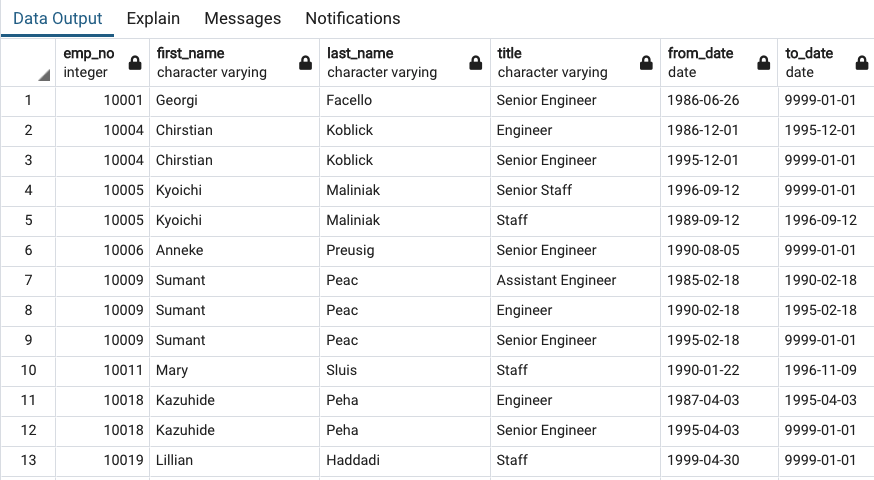 Data Output Explain Messages Notifications
emp_no first_name last_name title from_date to_date
integer character varying character varying character varying date date
1 10001 Georgi Facello Senior Engineer 1986-06-26 9999-01-01
2 10004 Chirstian Koblick Engineer 1986-12-01 1995-12-01
3 10004 Chirstian Koblick Senior Engineer 1995-12-01 9999-01-01
4 10005 Kyoichi Maliniak Senior Staff 1996-09-12 9999-01-01
5 10005 Kyoichi Maliniak Staff 1989-09-12 1996-09-12
6 10006 Anneke Preusig Senior Engineer 1990-08-05 9999-01-01
7 10009 Sumant Peac Assistant Engineer 1985-02-18 1990-02-18
8 10009 Sumant Peac Engineer 1990-02-18 1995-02-18
9 10009 Sumant Peac Senior Engineer 1995-02-18 9999-01-01
10 10011 Mary Sluis Staff 1990-01-22 1996-11-09
11 10018 Kazuhide Peha Engineer 1987-04-03 1995-04-03
12 10018 Kazuhide Peha Senior Engineer 1995-04-03 9999-01-01
13 10019 Lillian Haddadi Staff 1999-04-30 9999-01-01